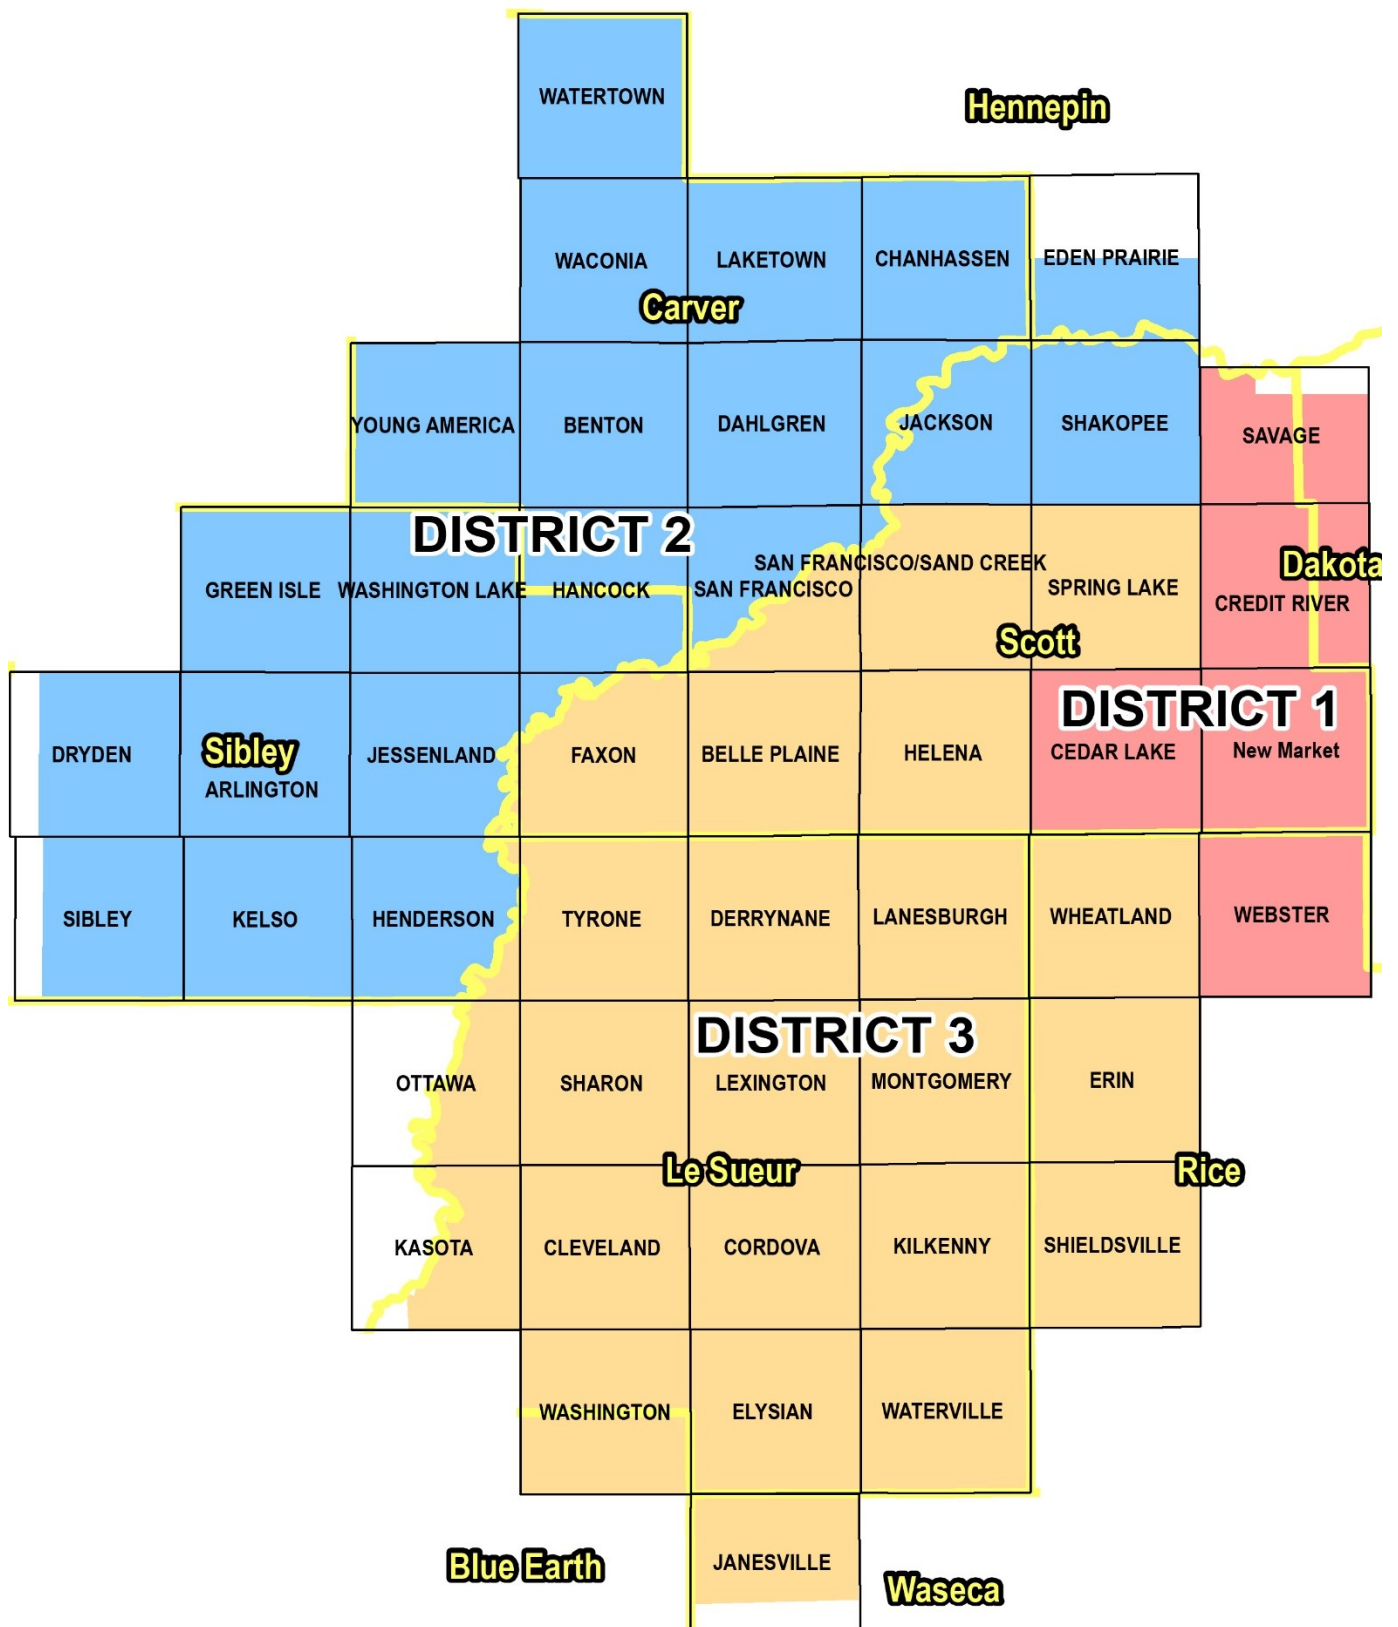 WATERTOWN
Hennepin
WACONIA
LAKETOWN
CHANHASSEN
EDEN PRAIRIE
Carver
YOUNG AMERICA
BENTON
DAHLGREN
JACKSON
SHAKOPEE
SAVAGE
DISTRICT 2
SAN FRANCISCO/SAND CREEK
Dakota
GREEN ISLE
WASHINGTON LAKE
HANCOCK
SAN FRANCISCO
SPRING LAKE
CREDIT RIVER
Scott
DISTRICT 1
DRYDEN
Sibley
ARLINGTON
JESSENLAND
FAXON
BELLE PLAINE
HELENA
CEDAR LAKE
New Market
SIBLEY
KELSO
HENDERSON
TYRONE
DERRYNANE
LANESBURGH
WHEATLAND
WEBSTER
DISTRICT 3
OTTAWA
SHARON
LEXINGTON
MONTGOMERY
ERIN
Le Sueur
Rice
KASOTA
CLEVELAND
CORDOVA
KILKENNY
SHIELDSVILLE
WASHINGTON
ELYSIAN
WATERVILLE
Blue Earth
JANESVILLE
Waseca